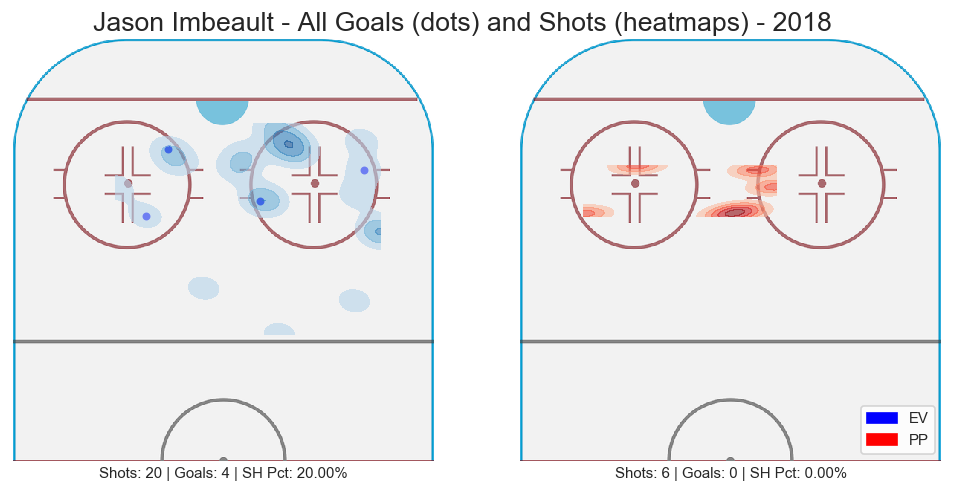 Jason Imbeault - All Goals (dots) and Shots (heatmaps) - 2018
EV
PP
Shots: 20 | Goals: 4 | SH Pct: 20.00%
Shots: 6 | Goals: 0 | SH Pct: 0.00%